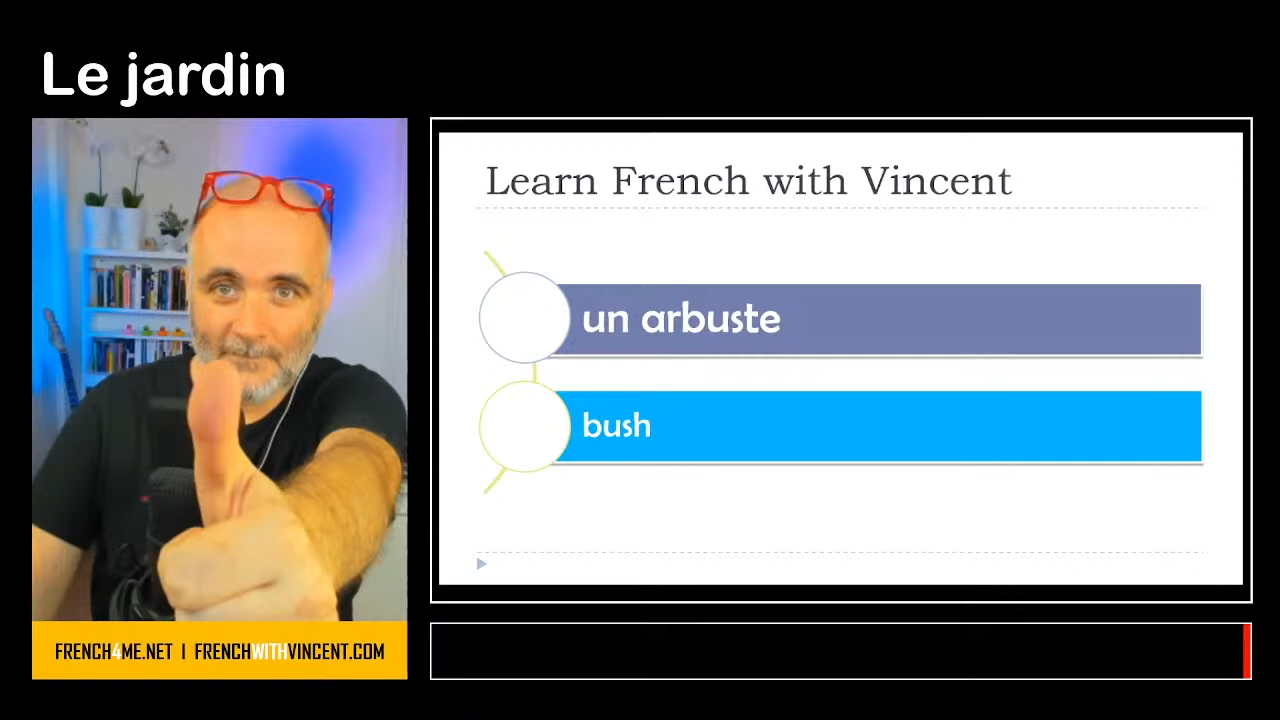 Le jardin
Learn French with Vincent
un arbuste
bush
FRENCH4ME.NET | FRENCHWITHVINCENT.COM